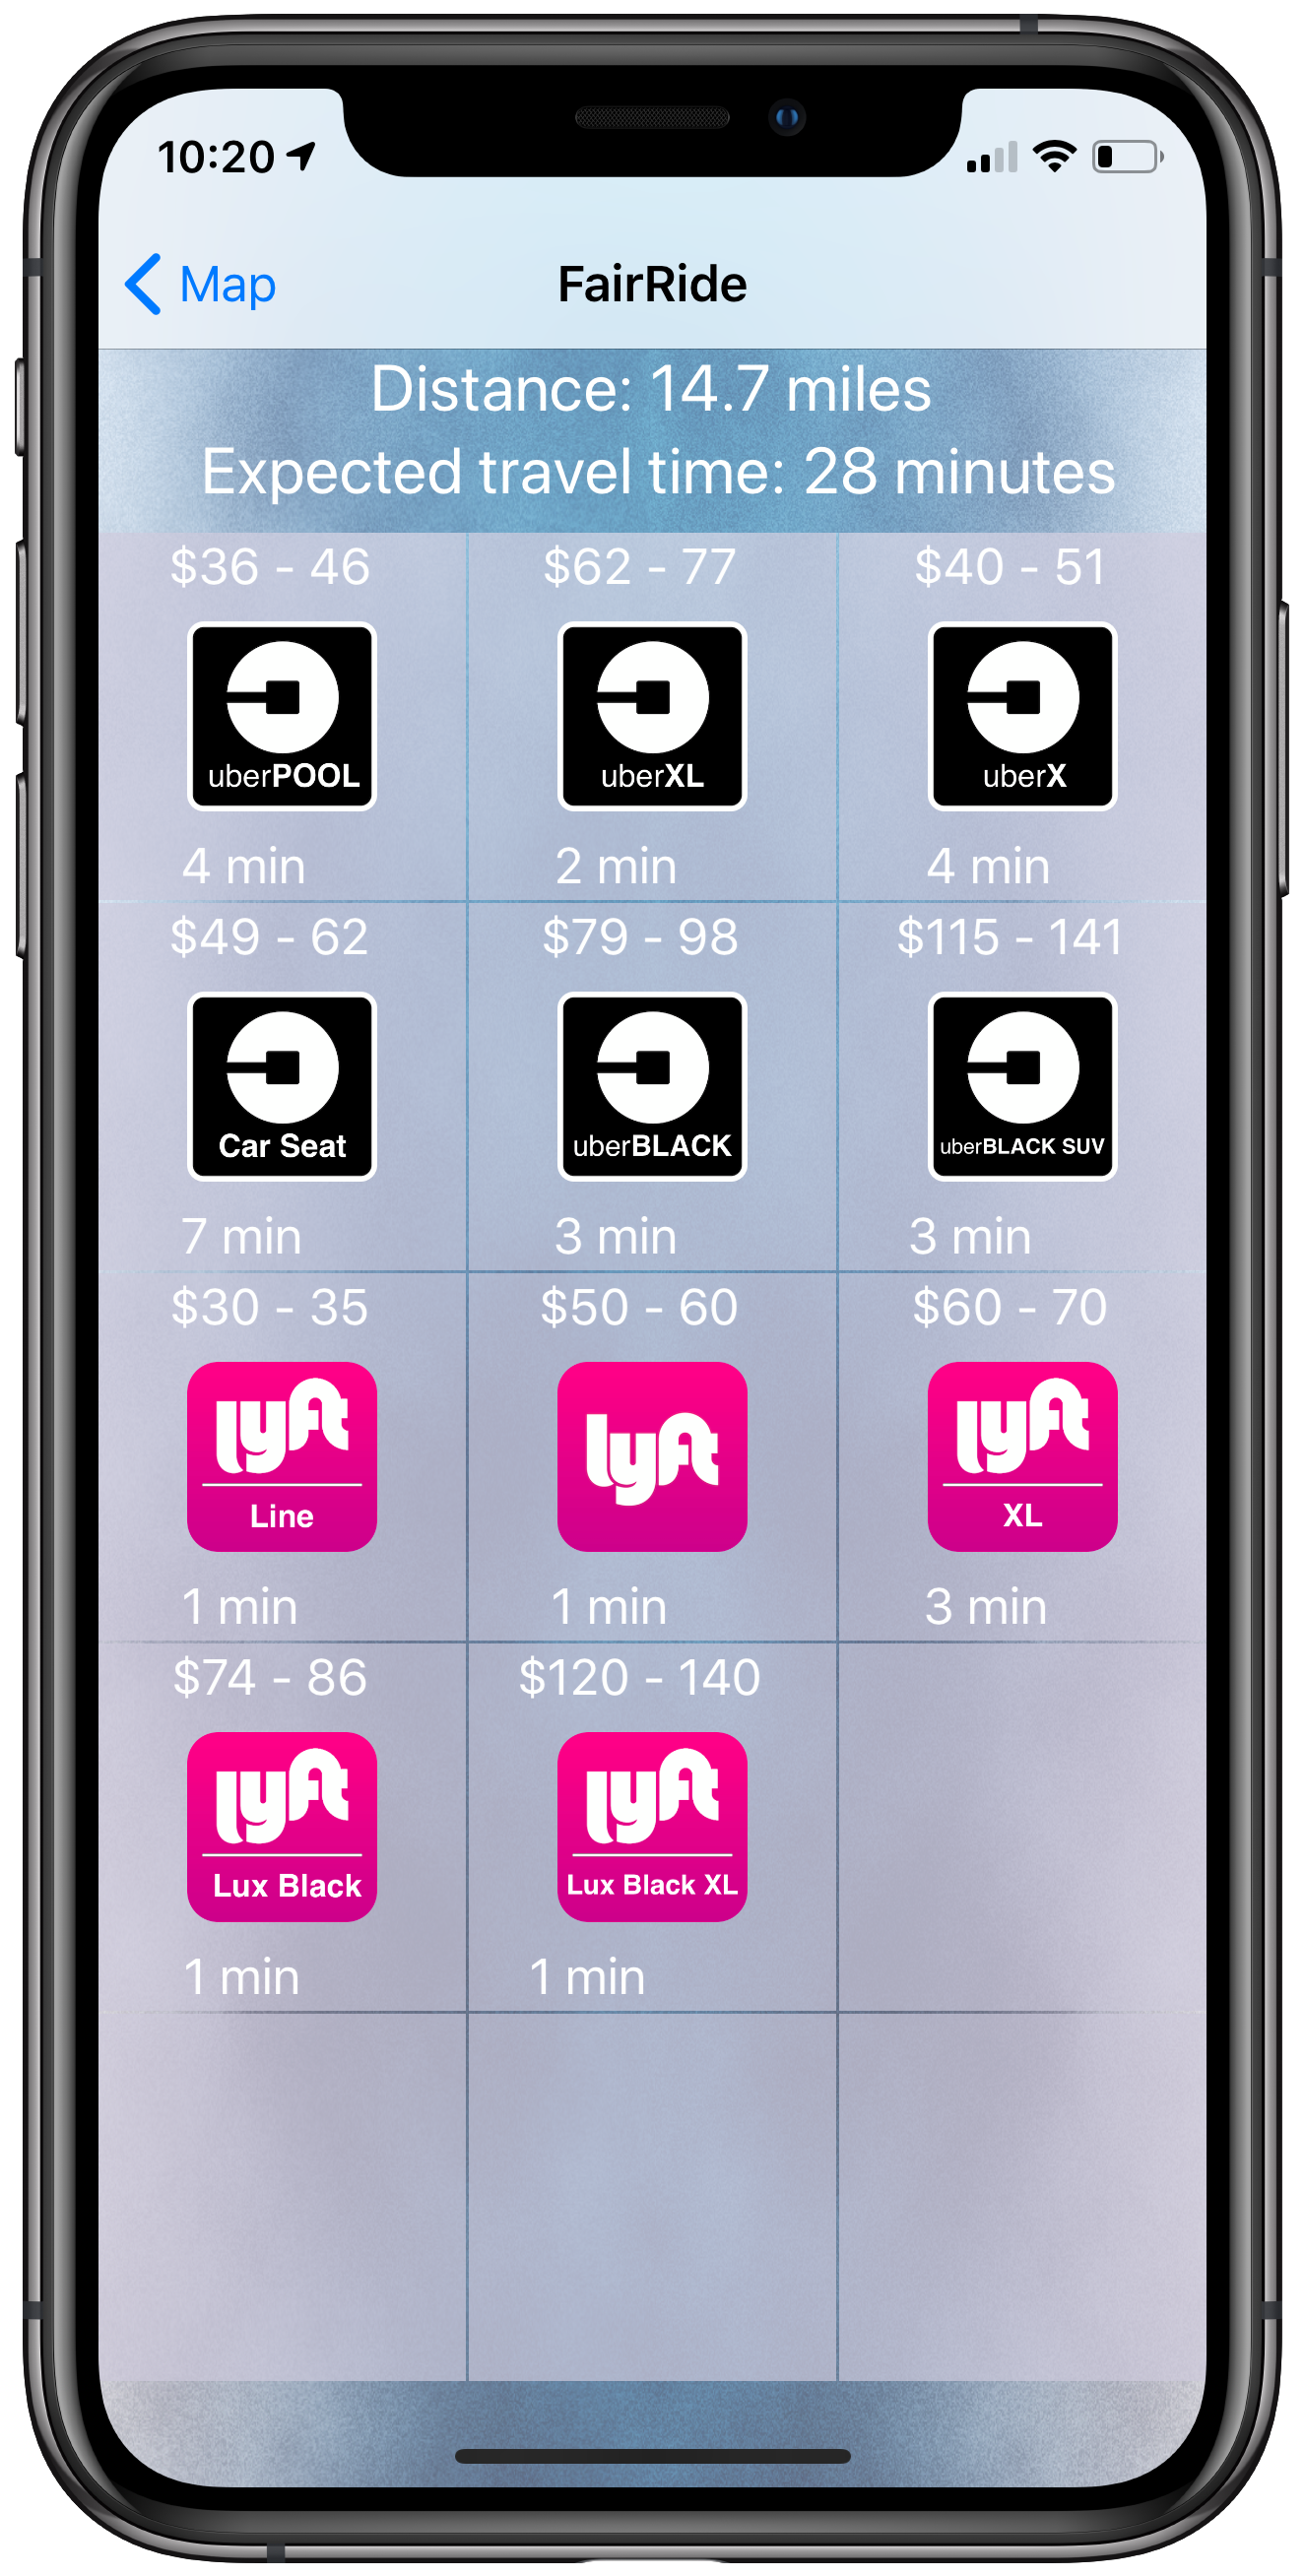 10:20
Map
FairRide
Distance: 14.7 miles
Expected travel time: 28 minutes
$36 - 46
$62 - 77
$40 - 51
uberPOOL
uberXL
uberX
4 min
2 min
4 min
$49 - 62
$79 - 98
$115 - 141
Car Seat
uberBLACK
uberBLACK SUV
7 min
3 min
3 min
$30 - 35
$50 - 60
$60 - 70
lyft
Line
lyft
lyft
XL
1 min
1 min
3 min
$74 - 86
$120 - 140
lyft
Lux Black
lyft
Lux Black XL
1 min
1 min